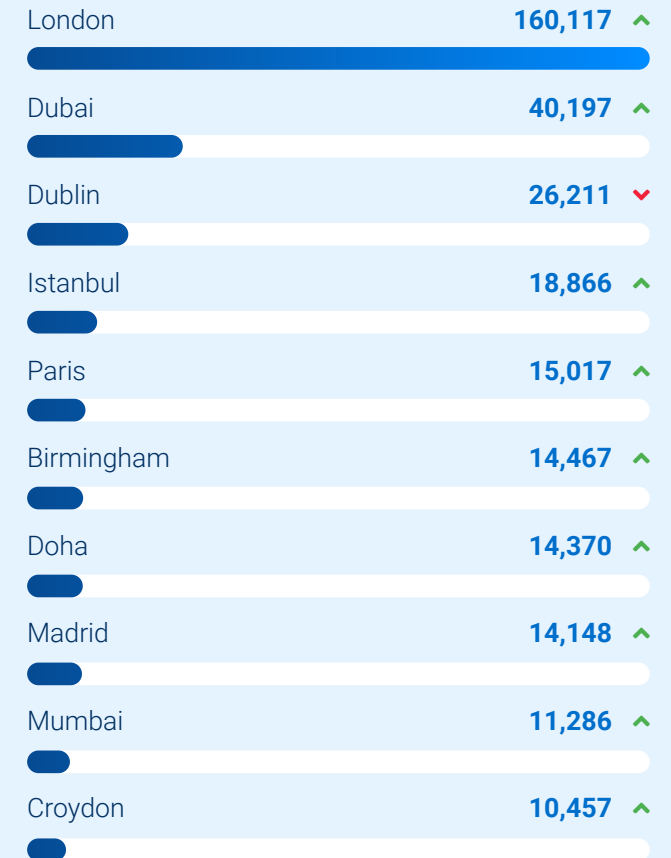 London 160,117
Dubai 40,197
Dublin 26,211
Istanbul 18,866
Paris 15,017
Birmingham 14,467
Doha 14,370
Madrid 14,148
Mumbai 11,286
Croydon 10,457